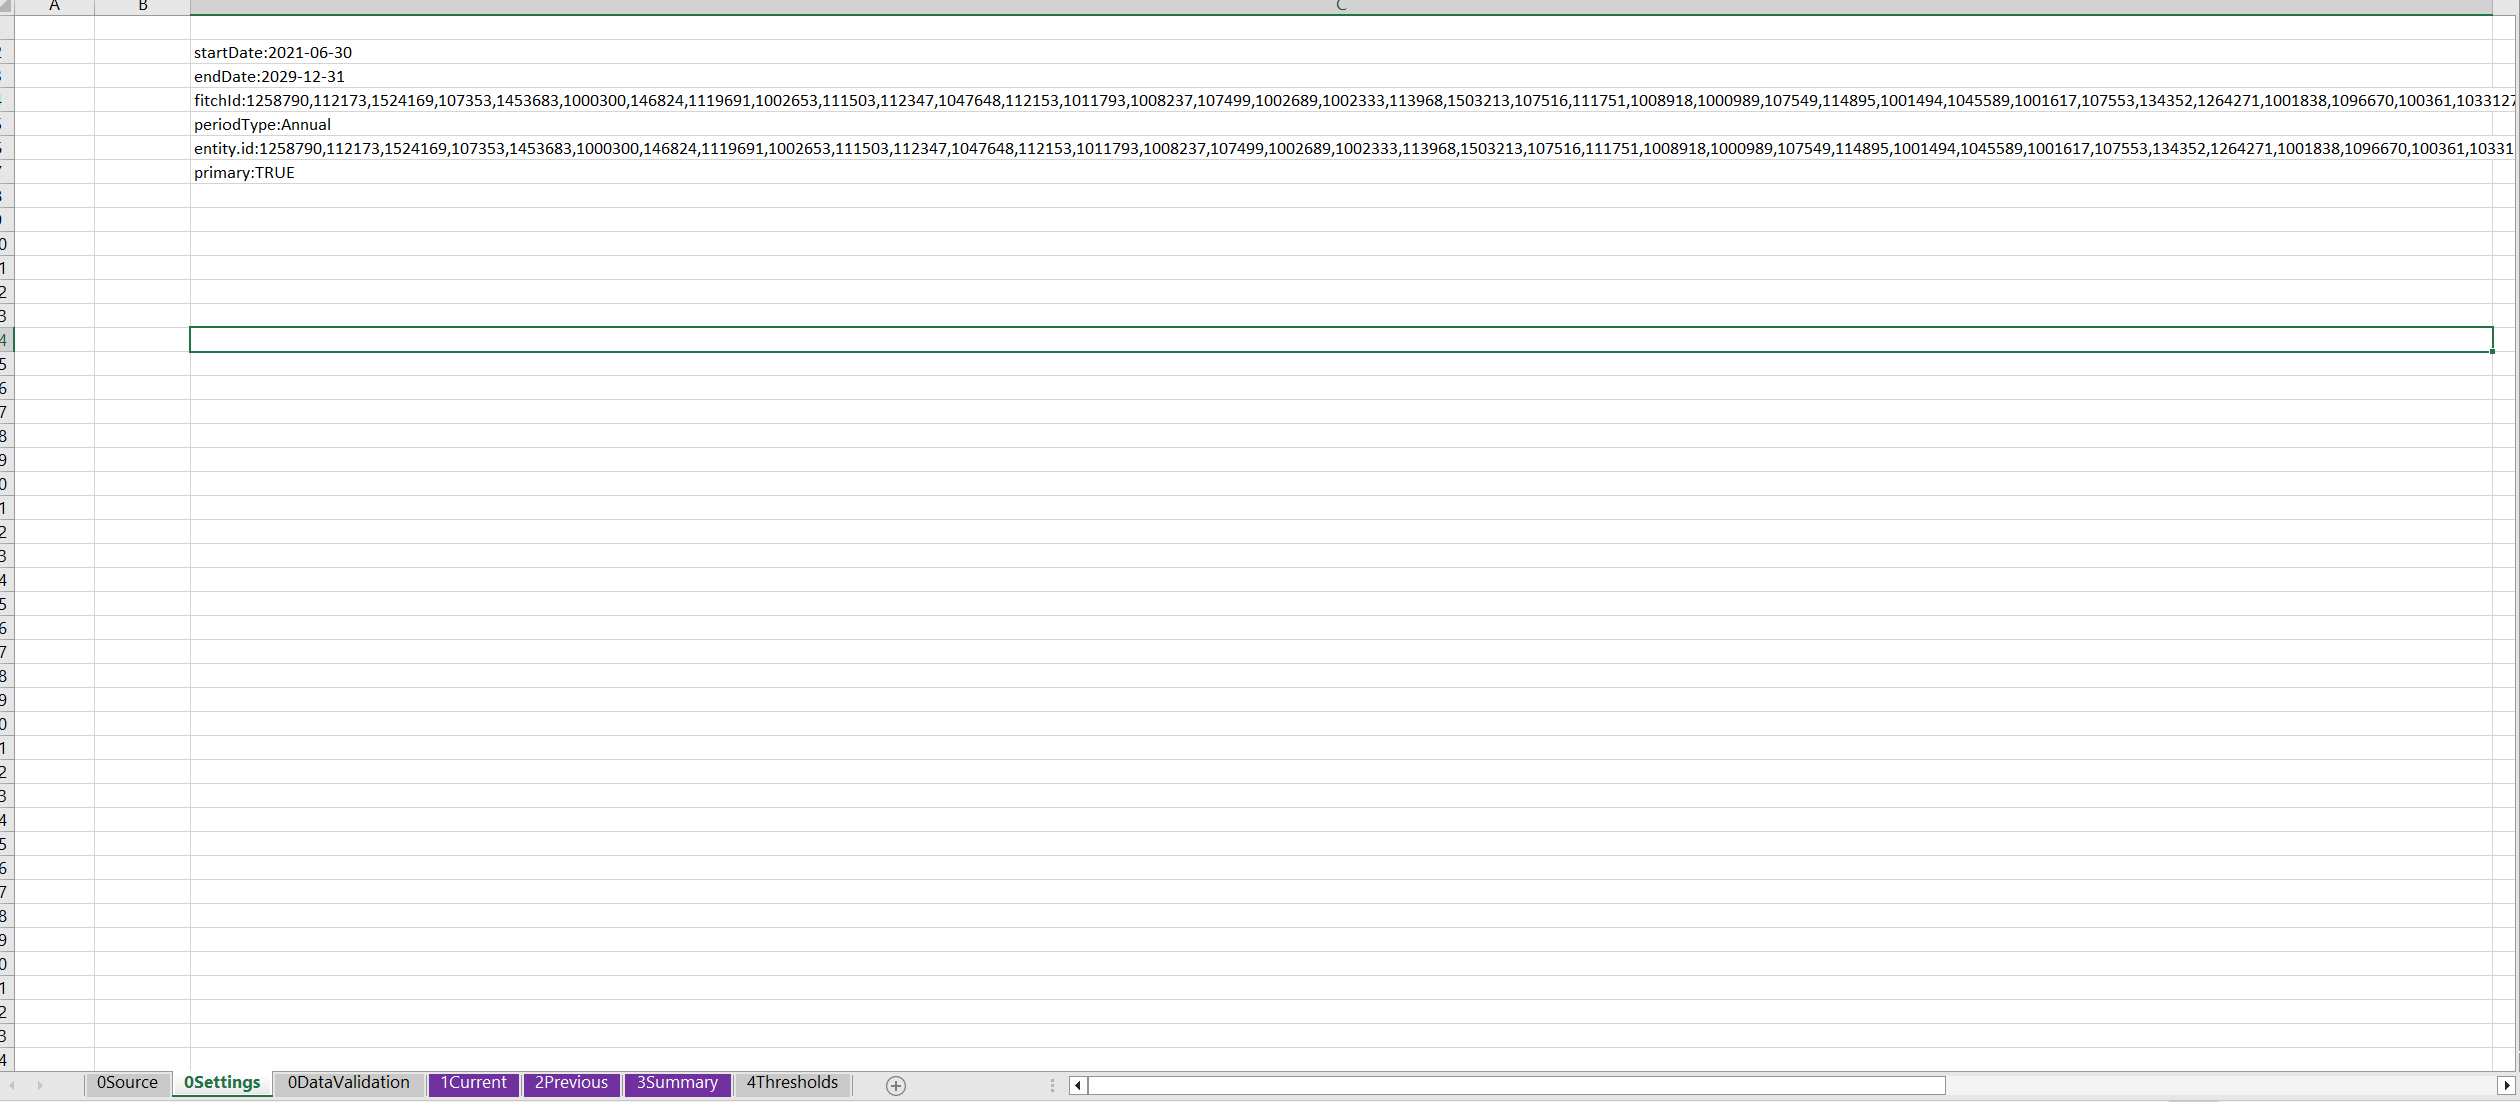 A B C
startDate:2021-06-30
endDate:2029-12-31
fitchId:1258790,112173,1524169,107353,1453683,1000300,146824,1119691,1002653,111503,112347,1047648,112153,1011793,1008237,107499,1002689,1002333,113968,1503213,107516,111751,1008918,1000989,107549,114895,1001494,1045589,1001617,107553,134352,1264271,1001838,1096670,100361,1033127
periodType:Annual
entity.id:1258790,112173,1524169,107353,1453683,1000300,146824,1119691,1002653,111503,112347,1047648,112153,1011793,1008237,107499,1002689,1002333,113968,1503213,107516,111751,1008918,1000989,107549,114895,1001494,1045589,1001617,107553,134352,1264271,1001838,1096670,100361,10331
primary:TRUE
0Source 0Settings 0DataValidation 1Current 2Previous 3Summary 4Thresholds